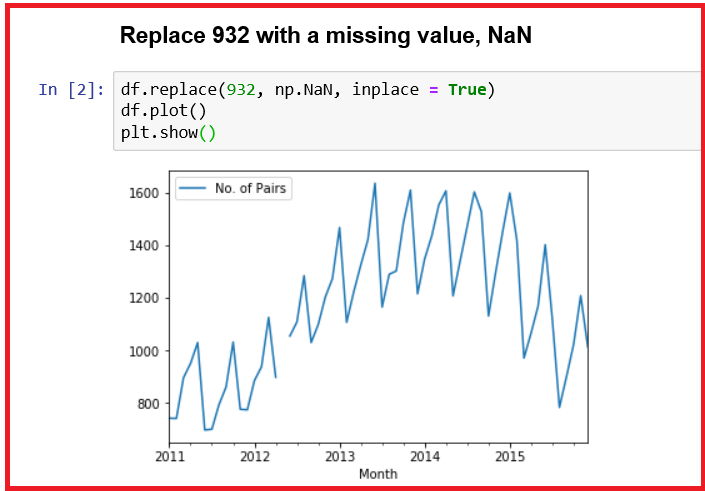 Replace 932 with a missing value, NaN
In [2]: df.replace(932, np.NaN, inplace = True)
df.plot()
plt.show()
No. of Pairs
1600
1400
1200
1000
800
2011 2012 2013 2014 2015
Month